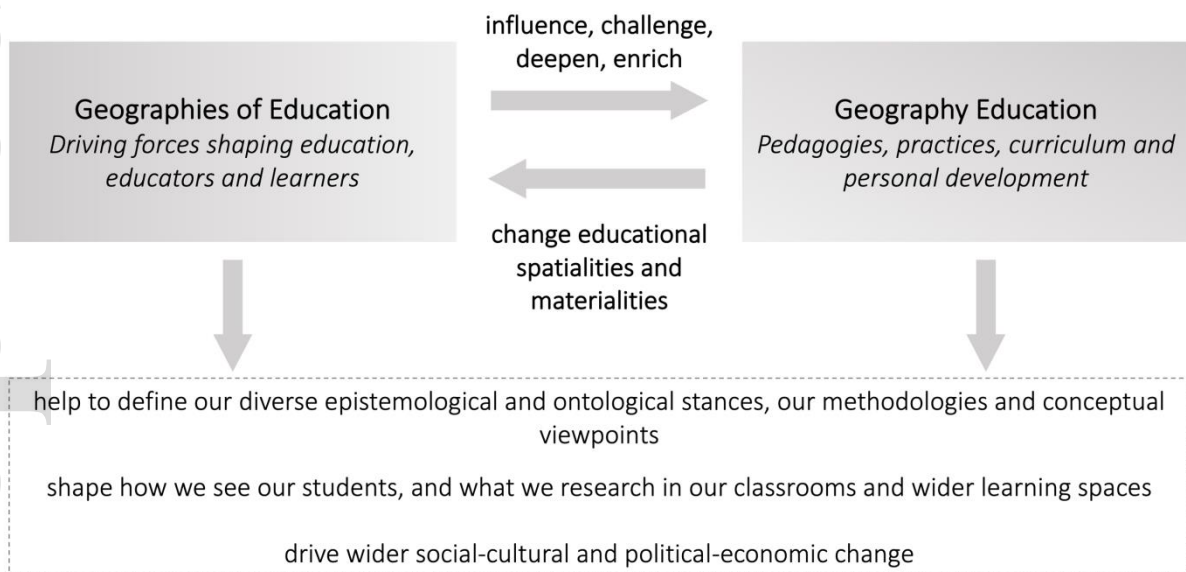 influence, challenge,
deepen, enrich
Geographies of Education
Driving forces shaping education,
educators and learners
Geography Education
Pedagogies, practices, curriculum and
personal development
change educational
spatialities and
materialities
help to define our diverse epistemological and ontological stances, our methodologies and conceptual
viewpoints
shape how we see our students, and what we research in our classrooms and wider learning spaces
drive wider social-cultural and political-economic change